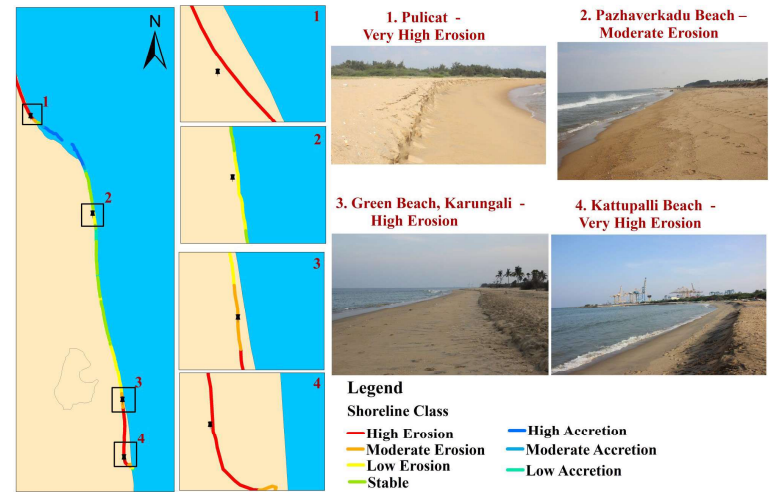 N
1
2
3
4
1
2
3
4
1. Pulicat -
Very High Erosion
2. Pazhaverkadu Beach –
Moderate Erosion
3. Green Beach, Karungali -
High Erosion
4. Kattupalli Beach -
Very High Erosion
Legend
Shoreline Class
High Erosion
Moderate Erosion
Low Erosion
Stable
High Accretion
Moderate Accretion
Low Accretion